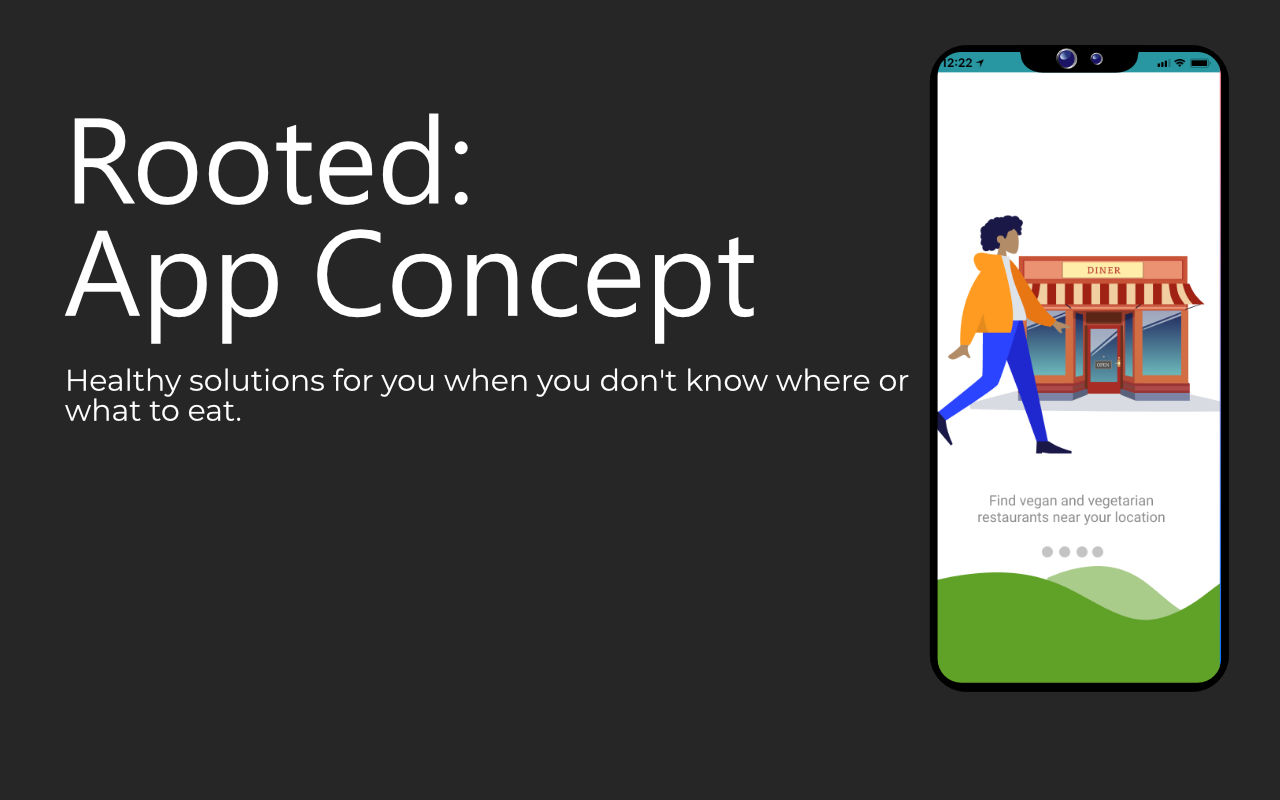 Rooted:
App Concept
Healthy solutions for you when you don't know where or
what to eat.
12:22
DINER
OPEN
Find vegan and vegetarian
restaurants near your location